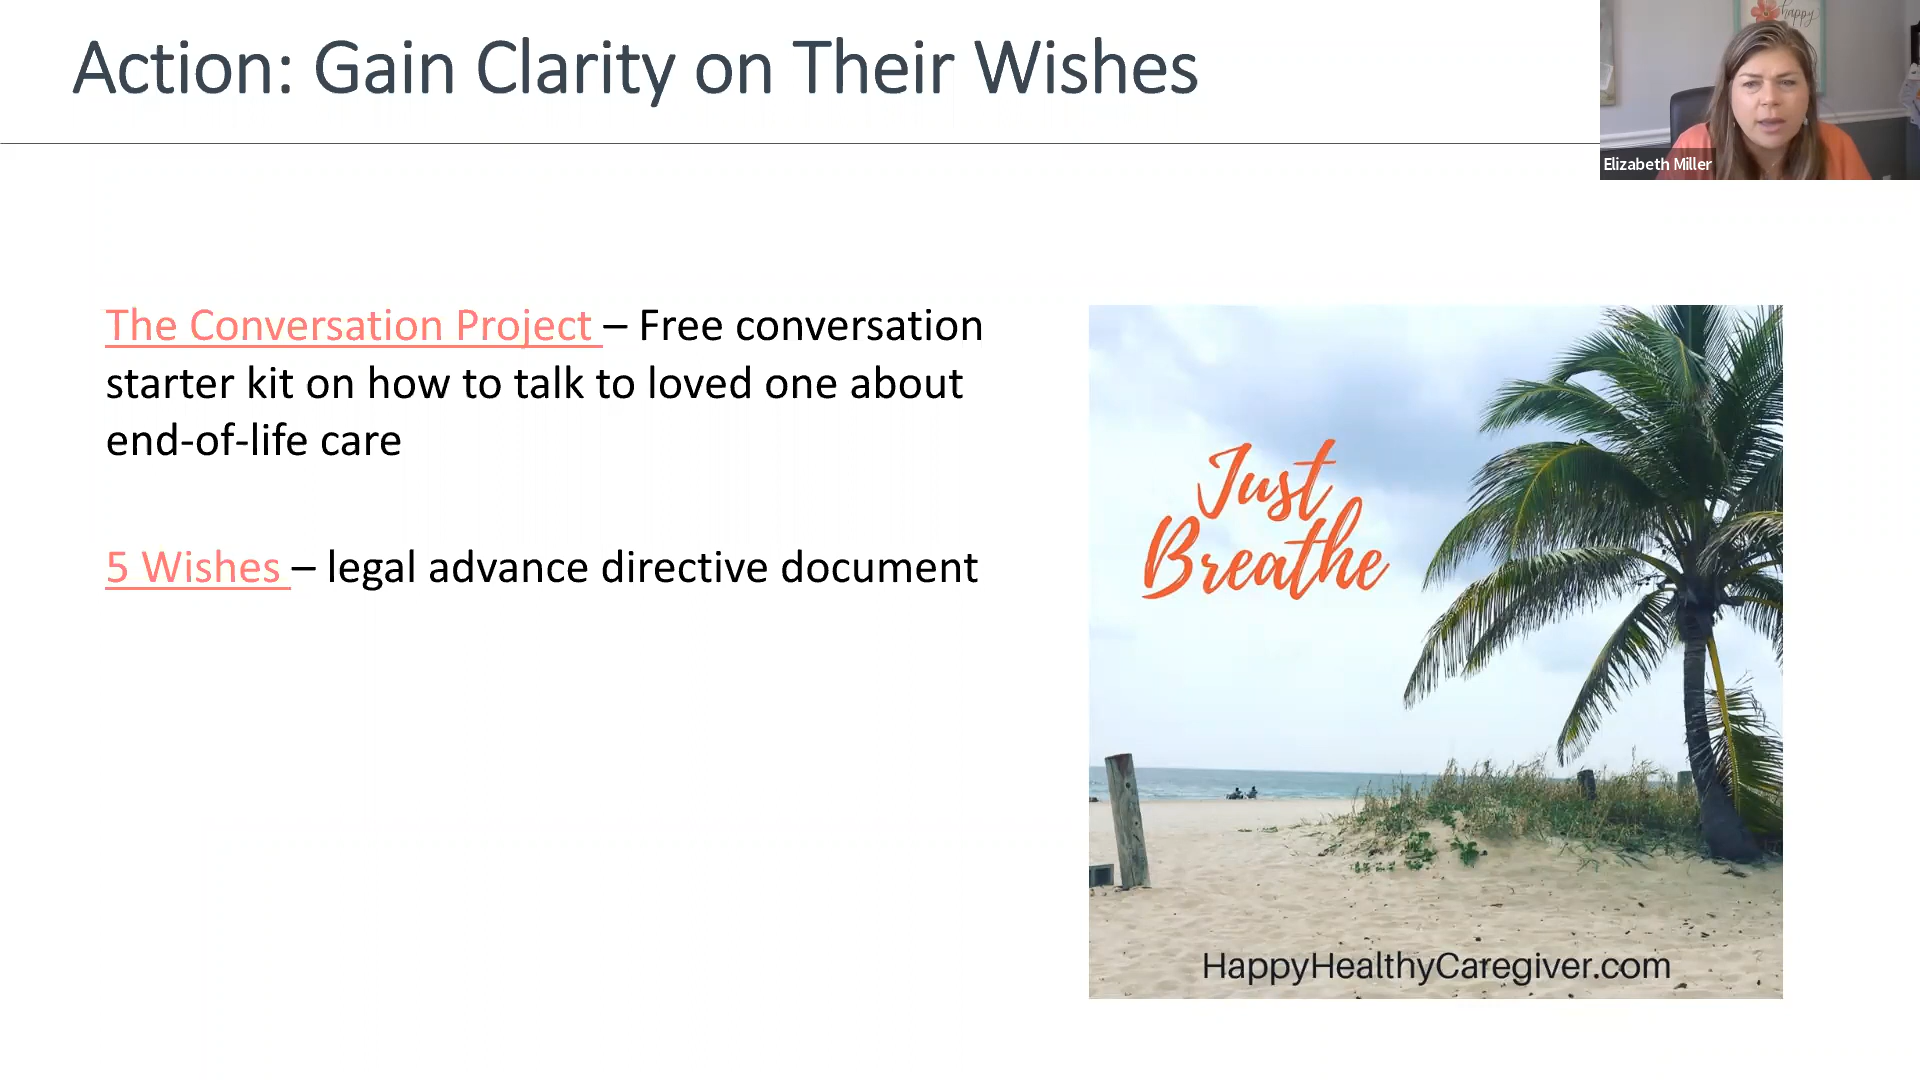 Action: Gain Clarity on Their Wishes
happy
Elizabeth Miller
The Conversation Project – Free conversation
starter kit on how to talk to loved one about
end-of-life care
5 Wishes – legal advance directive document
Just
Breathe
HappyHealthyCaregiver.com